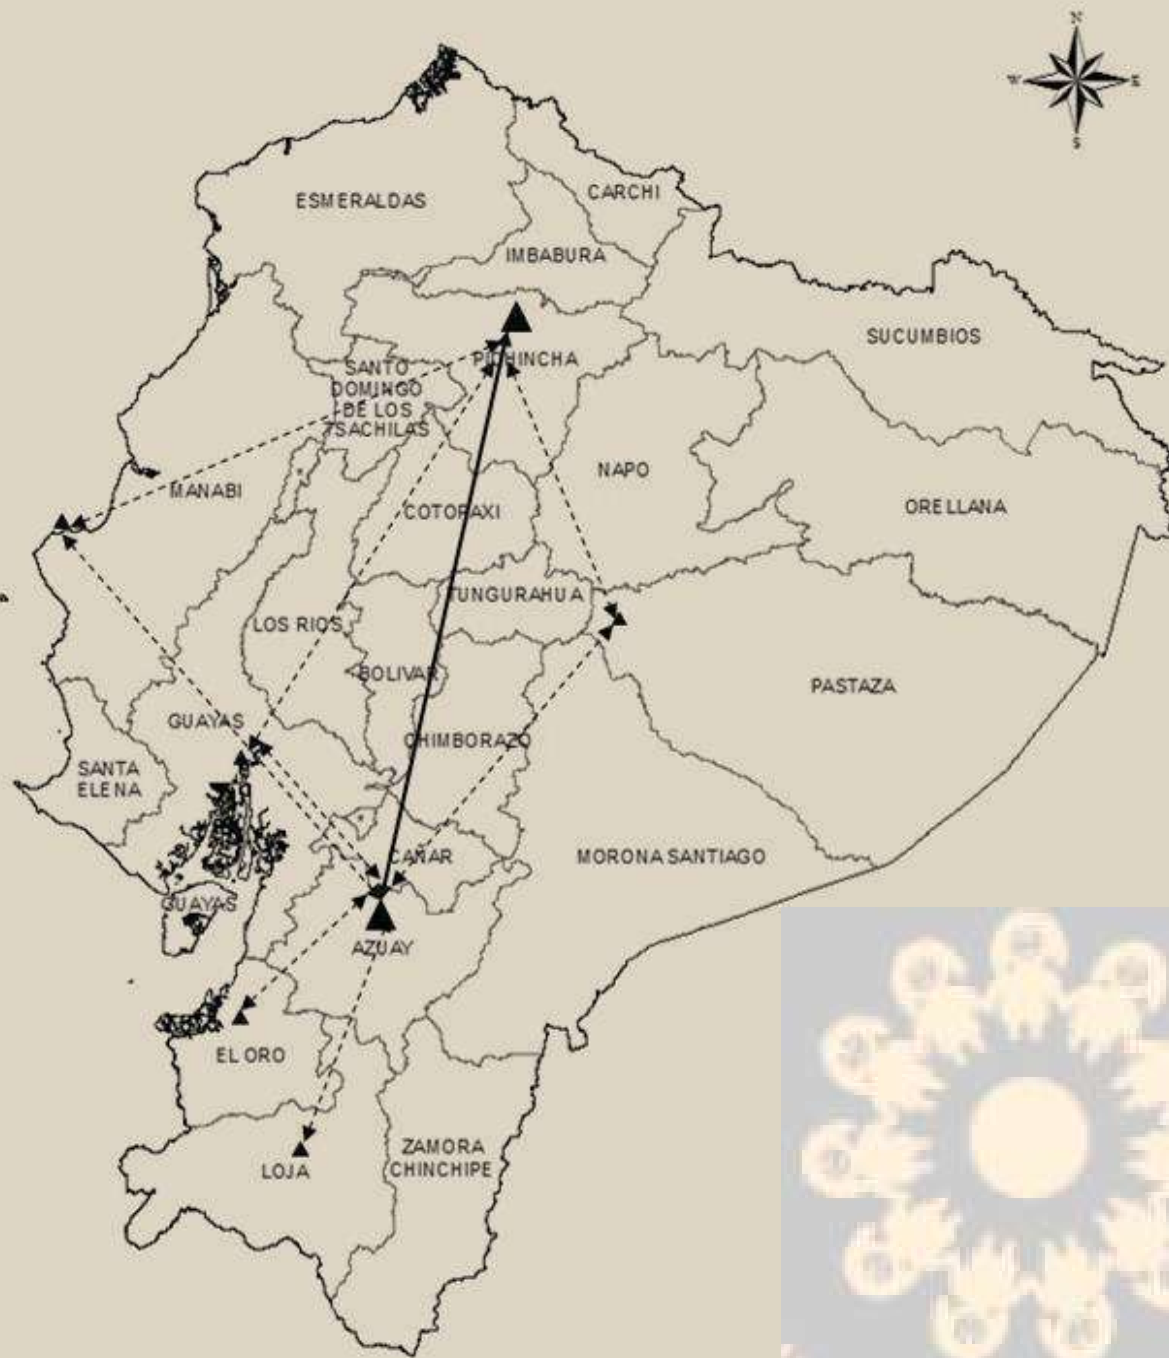 N
W E
S
CARCHI
ESMERALDAS
IMBABURA
SUCUMBIOS
PICHINCHA
SANTO
DOMINGO
DE LOS
TSACHILAS
NAPO
MANABI
ORELLANA
COTOPAXI
TUNGURAHUA
LOS RIOS
BOLIVAR
PASTAZA
GUAYAS
CHIMBORAZO
SANTA
ELENA
CAÑAR
MORONA SANTIAGO
GUAYAS
AZUAY
EL ORO
ZAMORA
CHINCHIPE
LOJA